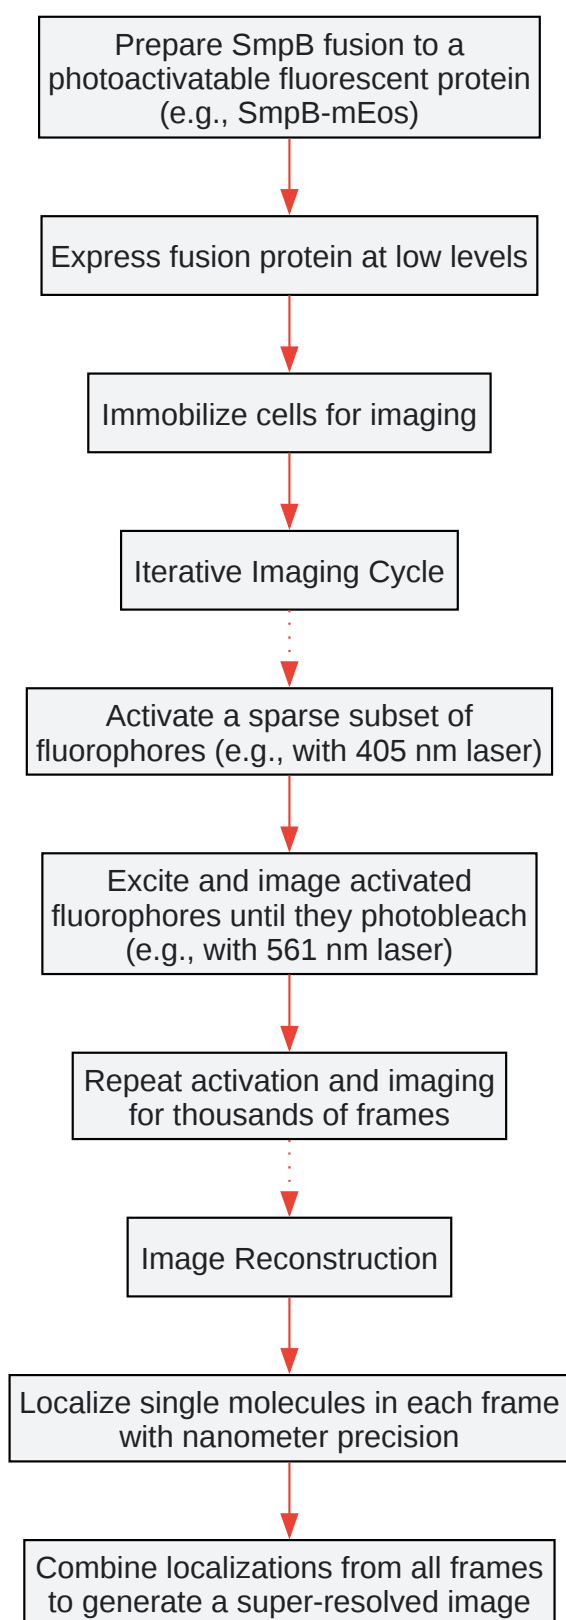 Prepare SmpB fusion to a
photoactivatable fluorescent protein
(e.g., SmpB-mEos)
Express fusion protein at low levels
Immobilize cells for imaging
Iterative Imaging Cycle
Activate a sparse subset of
fluorophores (e.g., with 405 nm laser)
Excite and image activated
fluorophores until they photobleach
(e.g., with 561 nm laser)
Repeat activation and imaging
for thousands of frames
Image Reconstruction
Localize single molecules in each frame
with nanometer precision
Combine localizations from all frames
to generate a super-resolved image